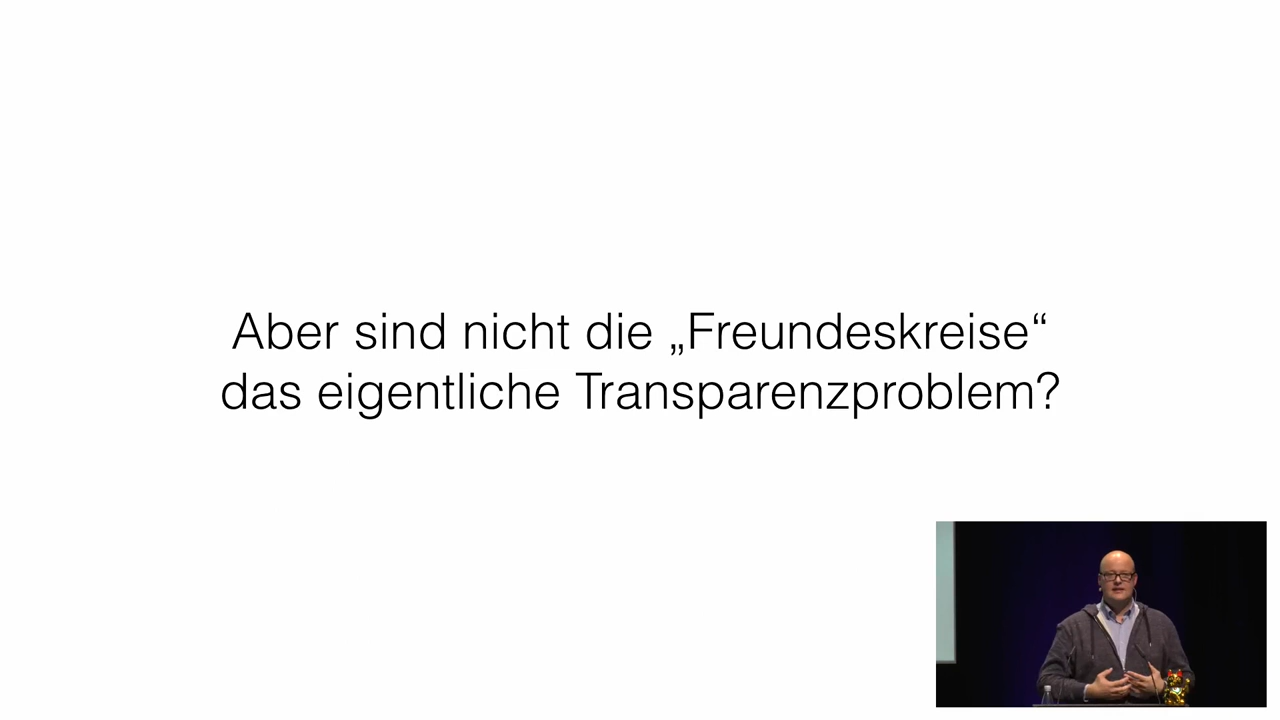 Aber sind nicht die „Freundeskreise“
das eigentliche Transparenzproblem?